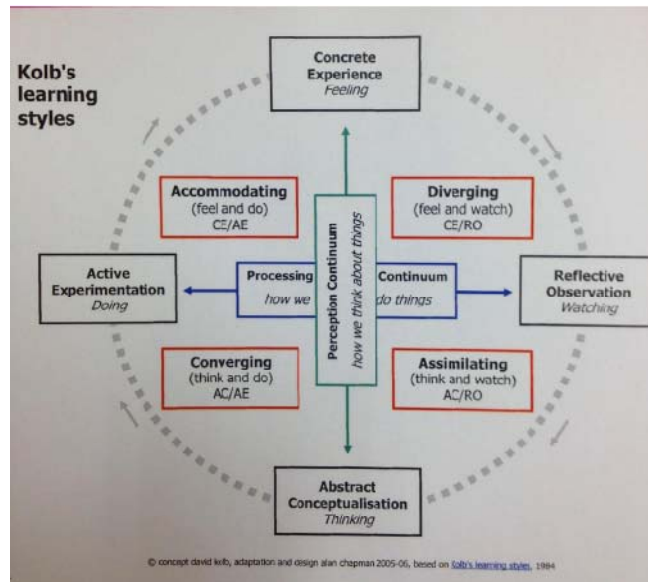 Kolb's
learning
styles
Concrete
Experience
Feeling
Accommodating
(feel and do)
CE/AE
Diverging
(feel and watch)
CE/RO
Active
Experimentation
Doing
Processing
how we
Perception Continuum
how we think about things
Continuum
do things
Reflective
Observation
Watching
Converging
(think and do)
AC/AE
Assimilating
(think and watch)
AC/RO
Abstract
Conceptualisation
Thinking
© concept david kolb, adaptation and design alan chapman 2005-06, based on Kolb's learning styles, 1984